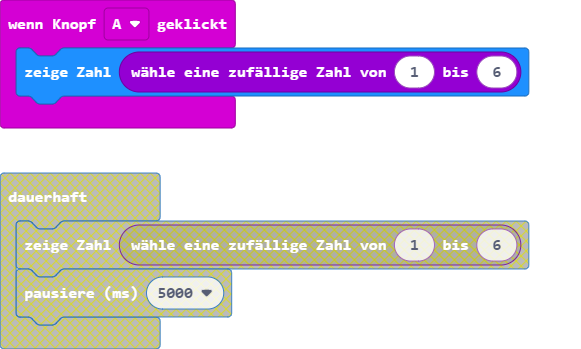 wenn Knopf A geklickt
zeige Zahl wähle eine zufällige Zahl von 1 bis 6
dauerhaft
zeige Zahl wähle eine zufällige Zahl von 1 bis 6
pausiere (ms) 5000